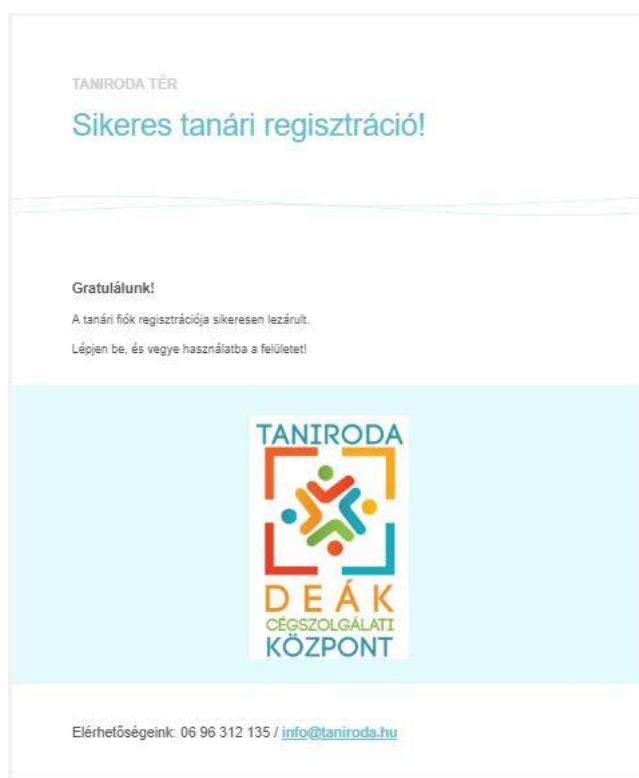 TANIRODA TÉR
Sikeres tanári regisztráció!
Gratulálunk!
A tanári fiók regisztrációja sikeresen lezárult.
Lépjen be, és vegye használatba a felületet!
TANIRODA
DEÁK
CÉGSZOLGÁLATI
KÖZPONT
Elérhetőségeink: 06 96 312 135 / info@taniroda.hu